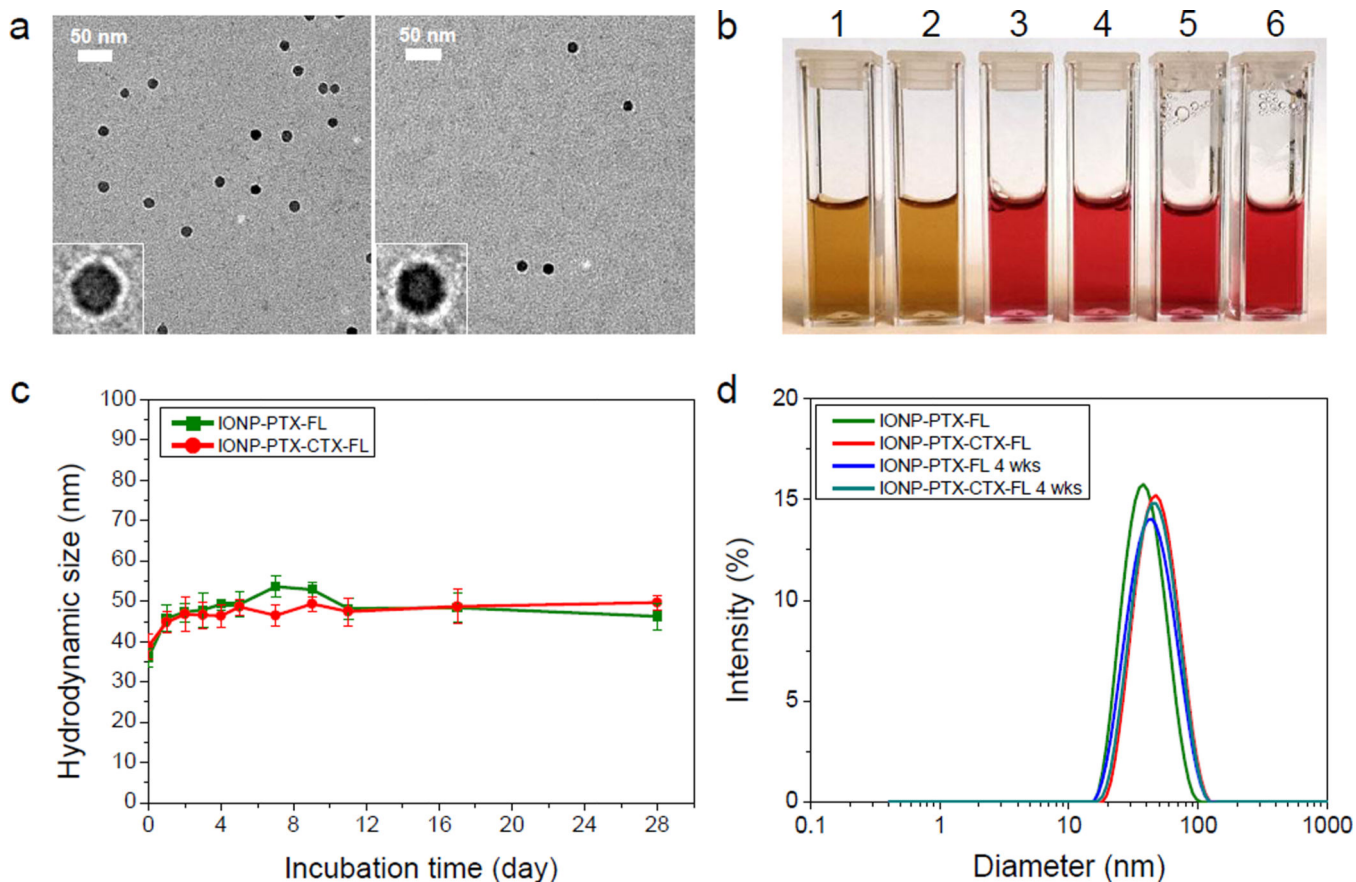 a
50 nm
50 nm
b
1 2 3 4 5 6
c
Hydrodynamic size (nm)
100
90
80
70
60
50
40
30
20
10
0
IONP-PTX-FL
IONP-PTX-CTX-FL
0 4 8 12 16 20 24 28
Incubation time (day)
d
Intensity (%)
20
15
10
5
0
IONP-PTX-FL
IONP-PTX-CTX-FL
IONP-PTX-FL 4 wks
IONP-PTX-CTX-FL 4 wks
0.1 1 10 100 1000
Diameter (nm)